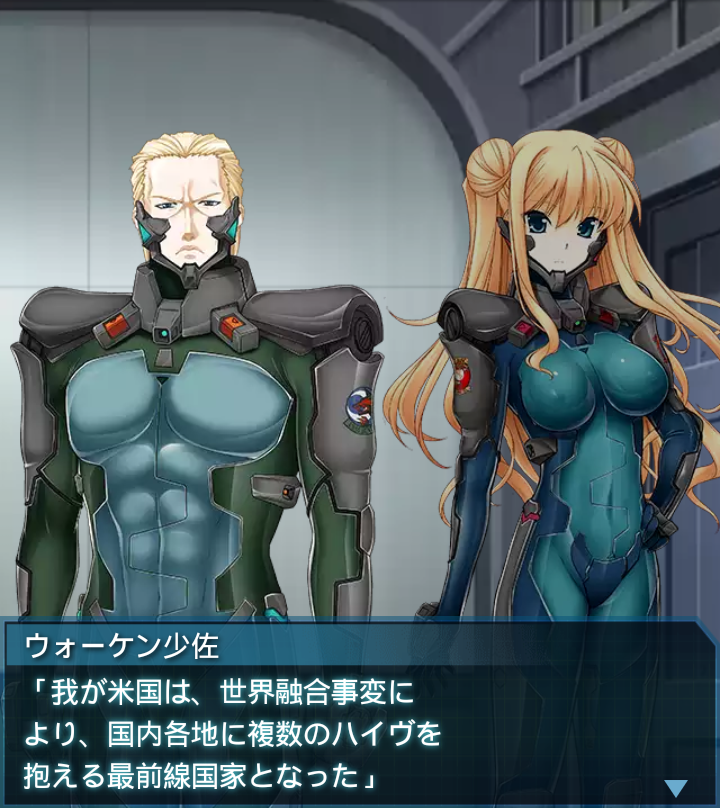 ウォーケン少佐
「我が米国は、世界融合事変に
より、国内各地に複数のハイヴを
抱える最前線国家となった」